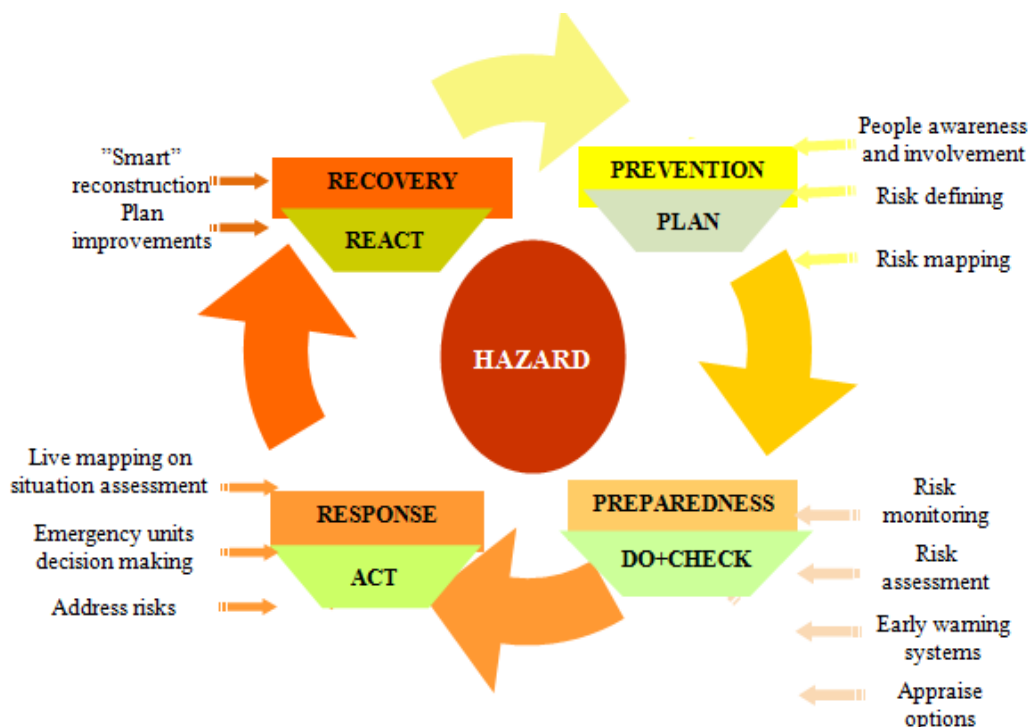 ”Smart”
reconstruction
Plan
improvements
RECOVERY
REACT
PREVENTION
PLAN
People awareness
and involvement
Risk defining
Risk mapping
HAZARD
Live mapping on
situation assessment
Emergency units
decision making
Address risks
RESPONSE
ACT
PREPAREDNESS
DO+CHECK
Risk
monitoring
Risk
assessment
Early warning
systems
Appraise
options